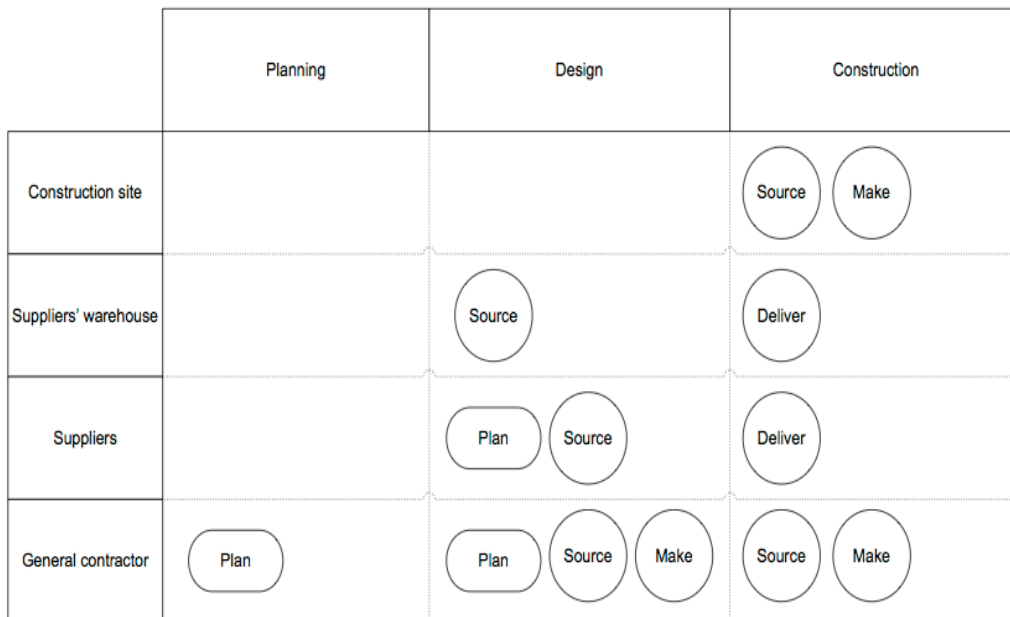 Planning
Design
Construction
Construction site
Source
Make
Suppliers' warehouse
Source
Deliver
Suppliers
Plan
Source
Deliver
General contractor
Plan
Plan
Source
Make
Source
Make